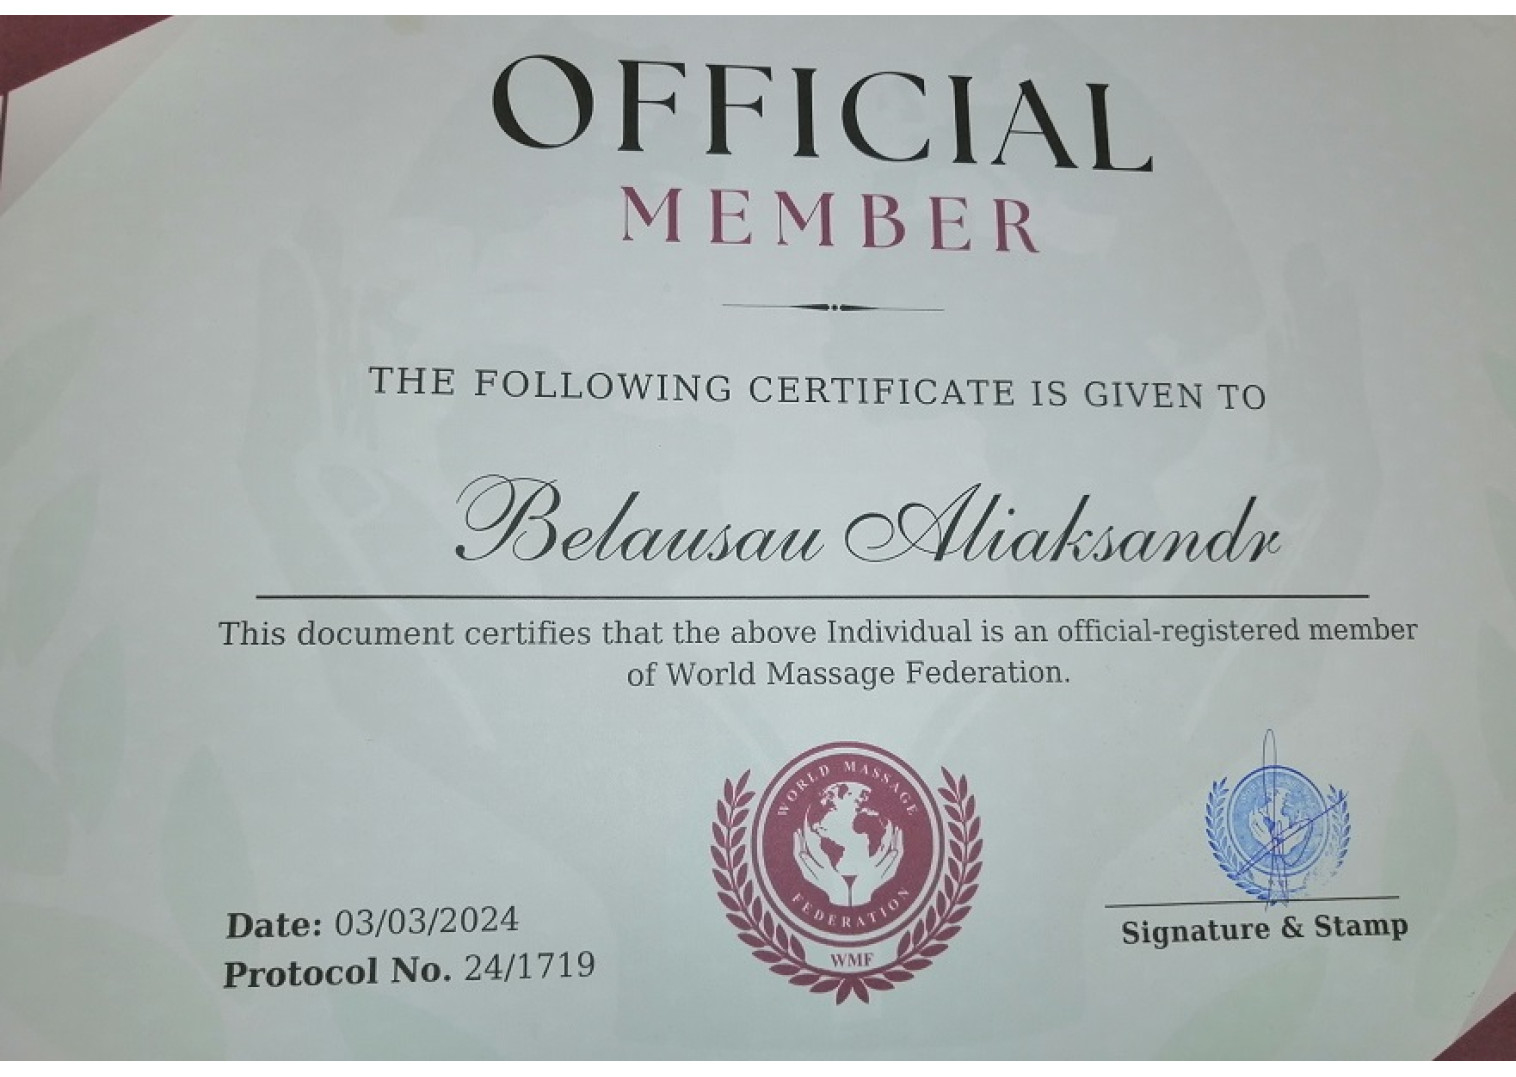 OFFICIAL
MEMBER
THE FOLLOWING CERTIFICATE IS GIVEN TO
Belausau Aliaksandr
This document certifies that the above Individual is an official-registered member
of World Massage Federation.
WORLD MASSAGE
FEDERATION
WMF
Date: 03/03/2024
Protocol No. 24/1719
Signature & Stamp